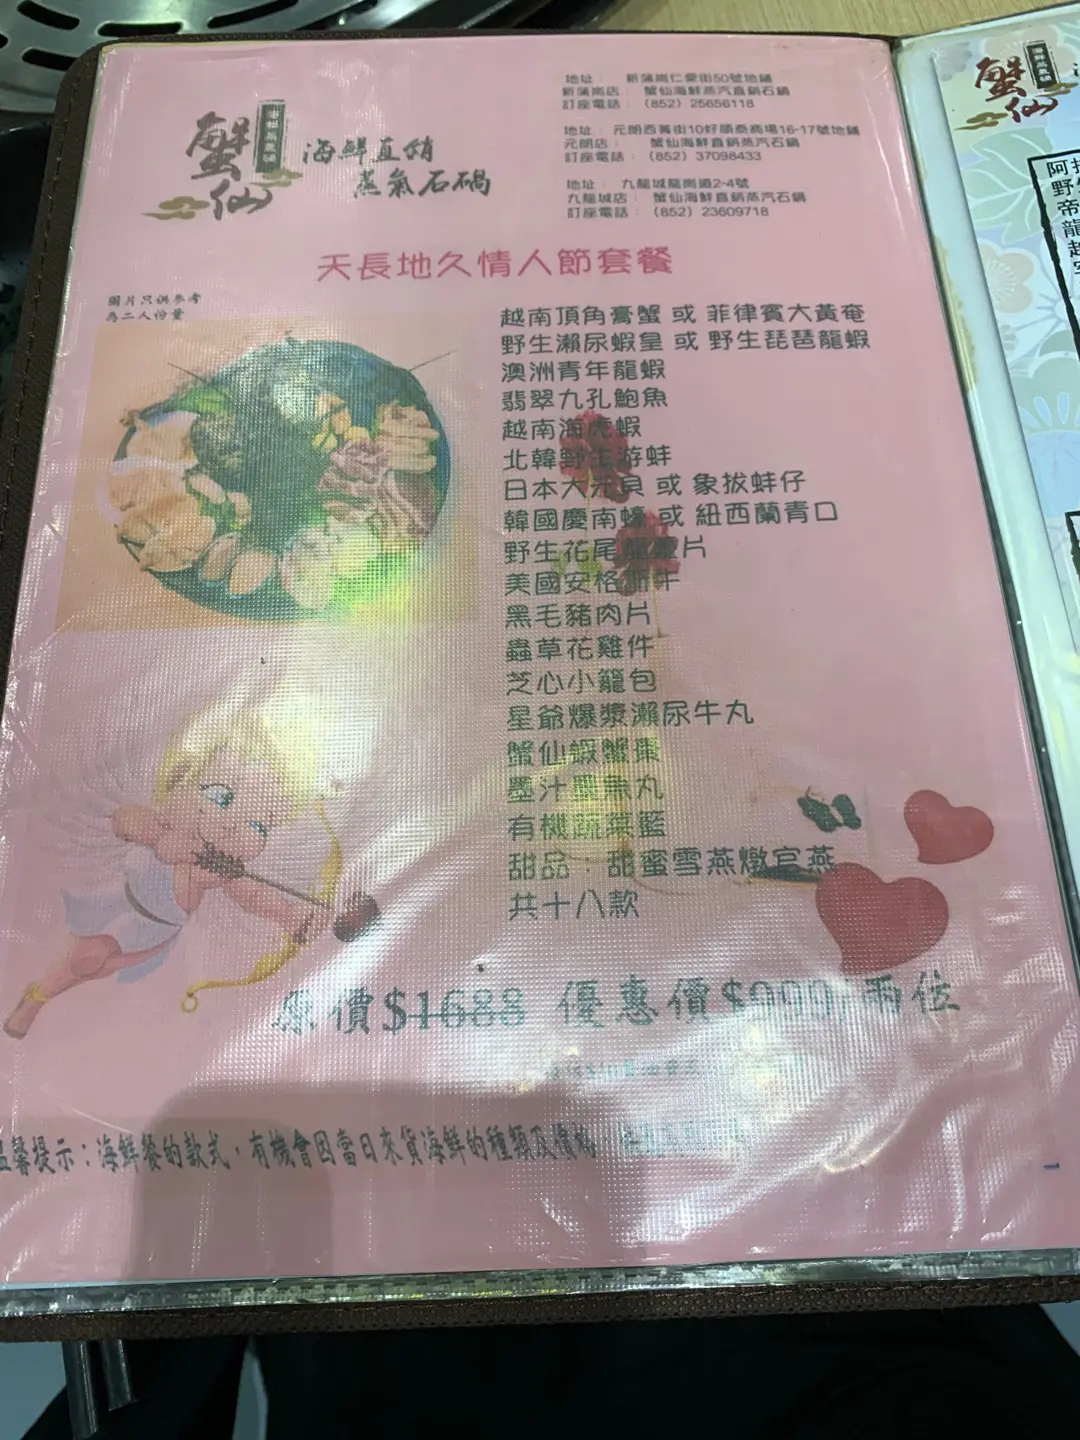 蟹仙
海鮮直銷
蒸氣石鍋
地址： 新蒲崗仁愛街50號地鋪
新蒲崗店： 蟹仙海鮮蒸汽直銷石鍋
訂座電話：（852）25656118
地址：元朗西菁街10好順泰商場16-17號地鋪
元朗店： 蟹仙海鮮直銷蒸汽石鍋
訂座電話：（852）37098433
地址： 九龍城龍崗道2-4號
九龍城店： 蟹仙海鮮直銷蒸汽石鍋
訂座電話：（852）23609718
天長地久情人節套餐
圖片只供參考
為二人份量
越南頂角膏蟹 或 菲律賓大黃奄
野生瀨尿蝦皇 或 野生琵琶龍蝦
澳洲青年龍蝦
翡翠九孔鮑魚
越南海虎蝦
北韓野生游蚌
日本大元貝 或 象拔蚌仔
韓國慶南蠔 或 紐西蘭青口
野生花尾 片
美國安格斯牛
黑毛豬肉片
蟲草花雞件
芝心小籠包
星爺爆漿瀨尿牛丸
蟹仙蝦蟹棗
墨汁墨魚丸
有機蔬菜籃
甜品：甜蜜雪燕燉官燕
共十八款
原價$1688 優惠價$999/兩位
溫馨提示：海鮮餐的款式，有機會因當日來貨海鮮的種類及價格
1
蟹仙